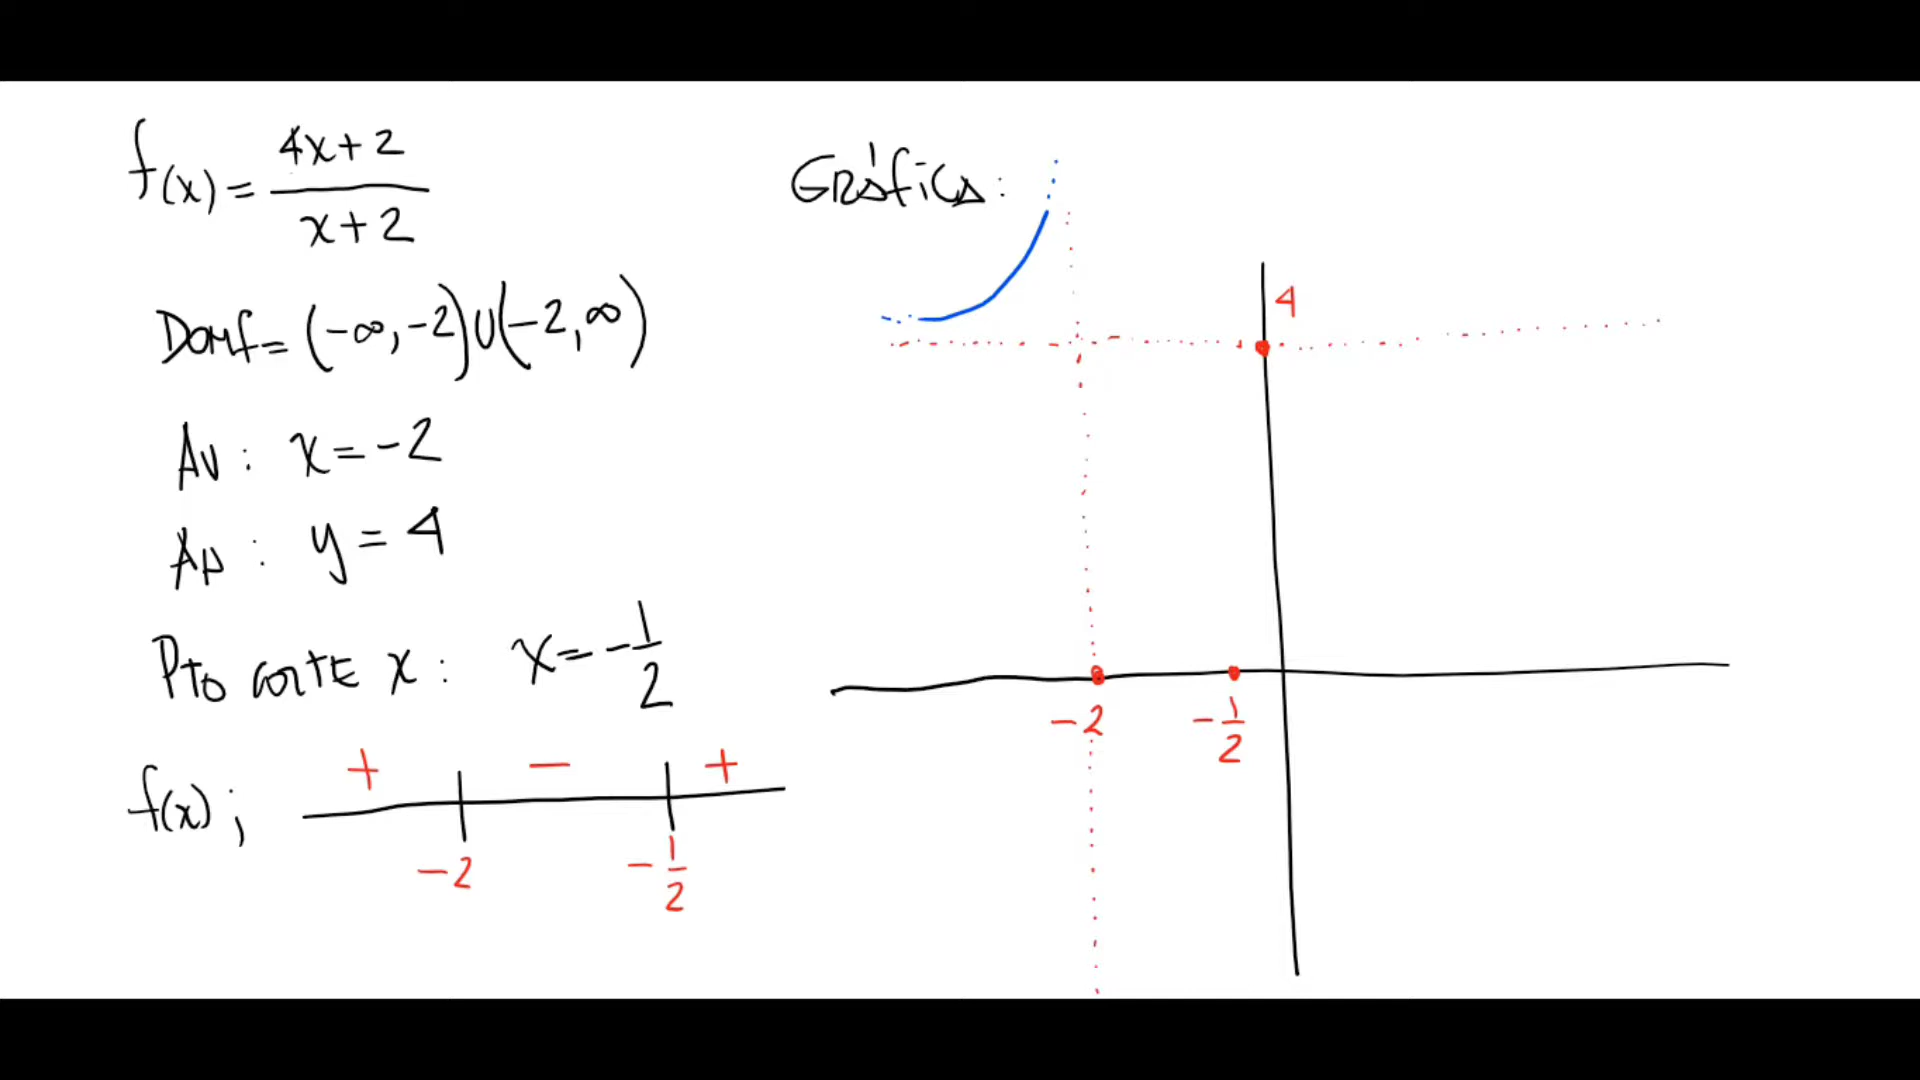 f(x) = (4x+2)/(x+2)
Domf = (-∞,-2)U(-2,∞)
AV : x = -2
AH : y = 4
Pto corte x : x = -1/2
f(x) ; + - +
-2 -1/2
Gráfica :
4
-2 -1/2